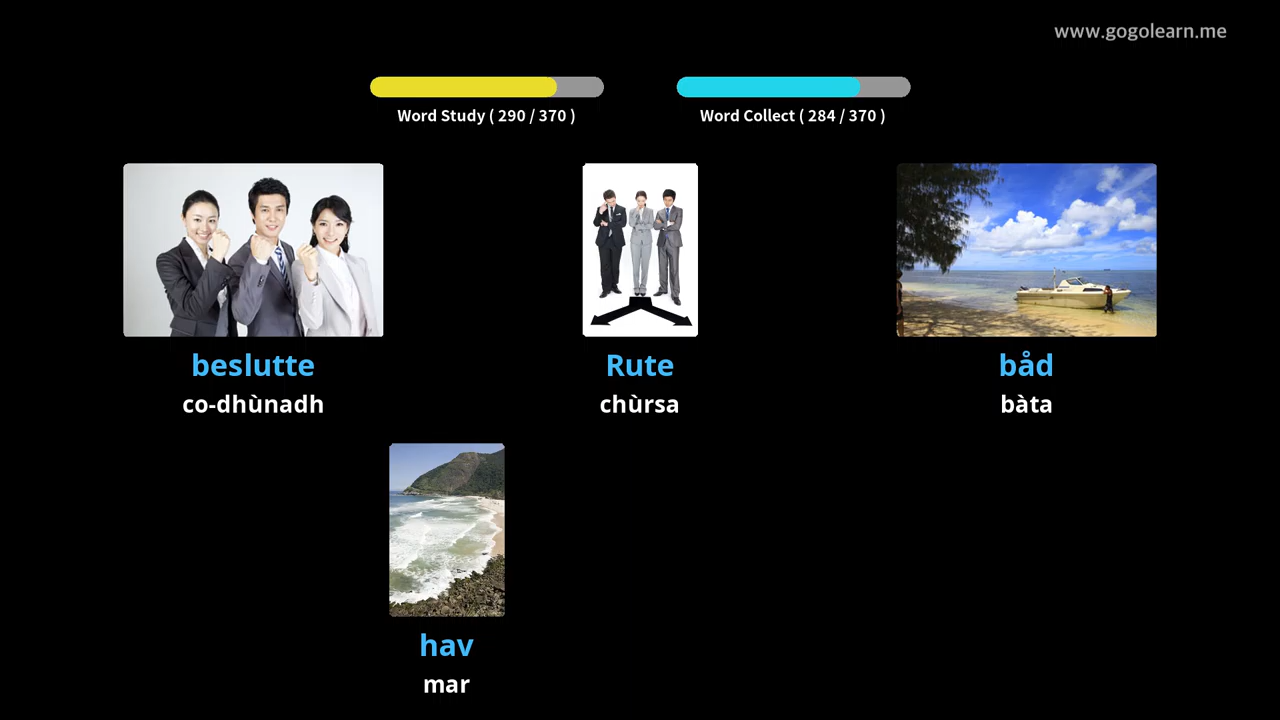 www.gogolearn.me
Word Study ( 290 / 370 )
Word Collect ( 284 / 370 )
beslutte
co-dhùnadh
Rute
chùrsa
båd
bàta
hav
mar